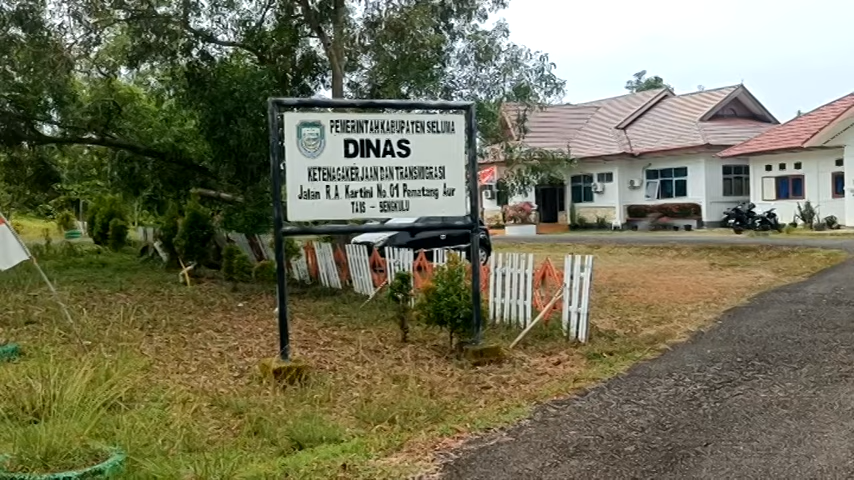 PEMERINTAH KABUPATEN SELUMA
DINAS
KETENAGAKERJAAN DAN TRANSMIGRASI
Jalan R.A. Kartini No. 01 Pematang Aur
TAIS - BENGKULU